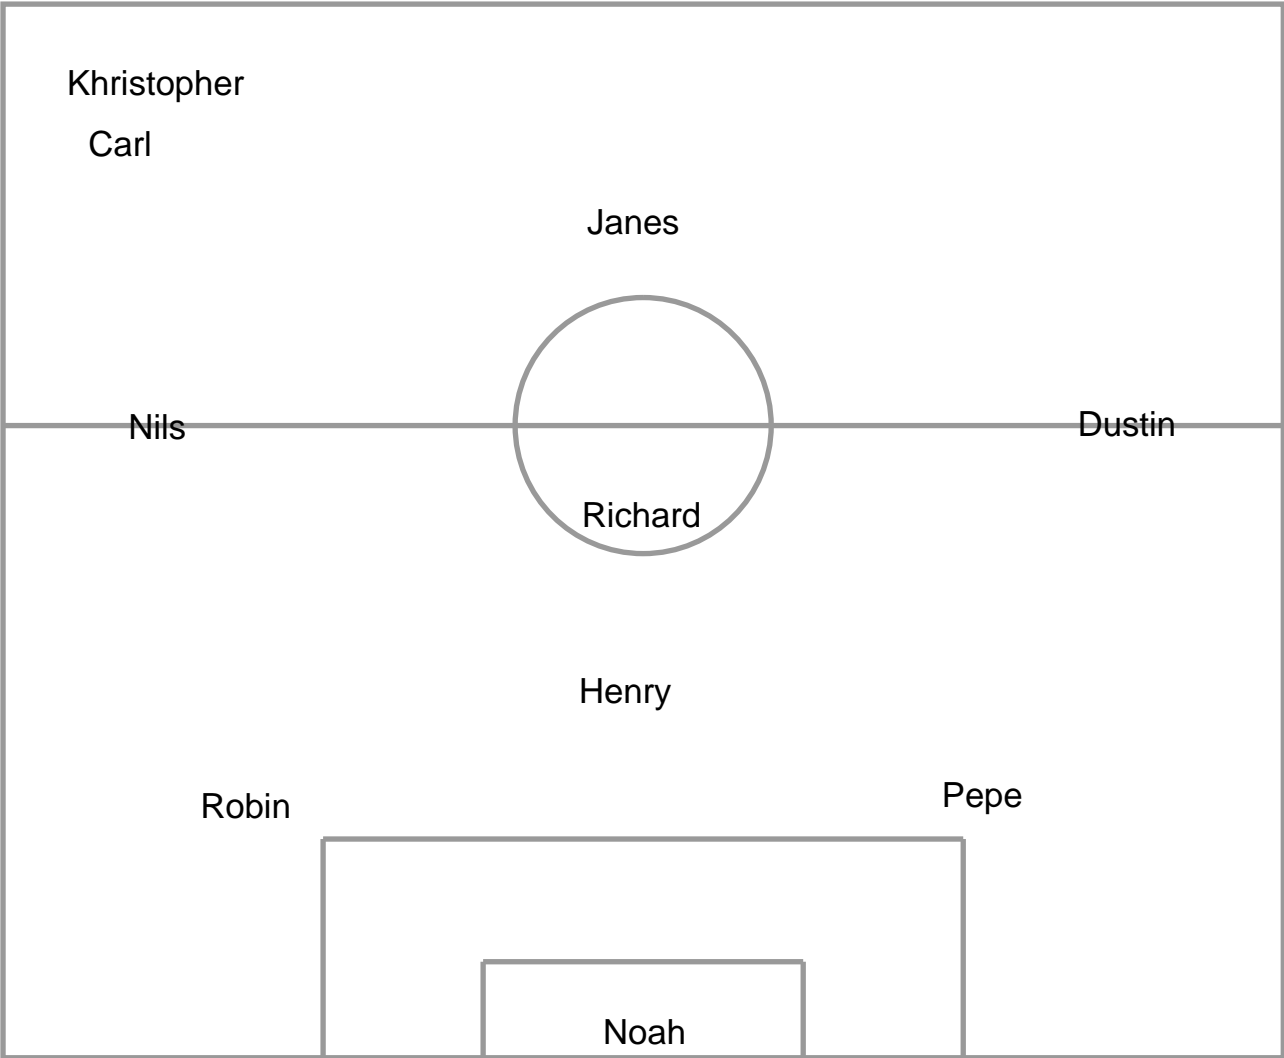 Khristopher
Carl
Janes
Nils
Dustin
Richard
Henry
Pepe
Robin
Noah